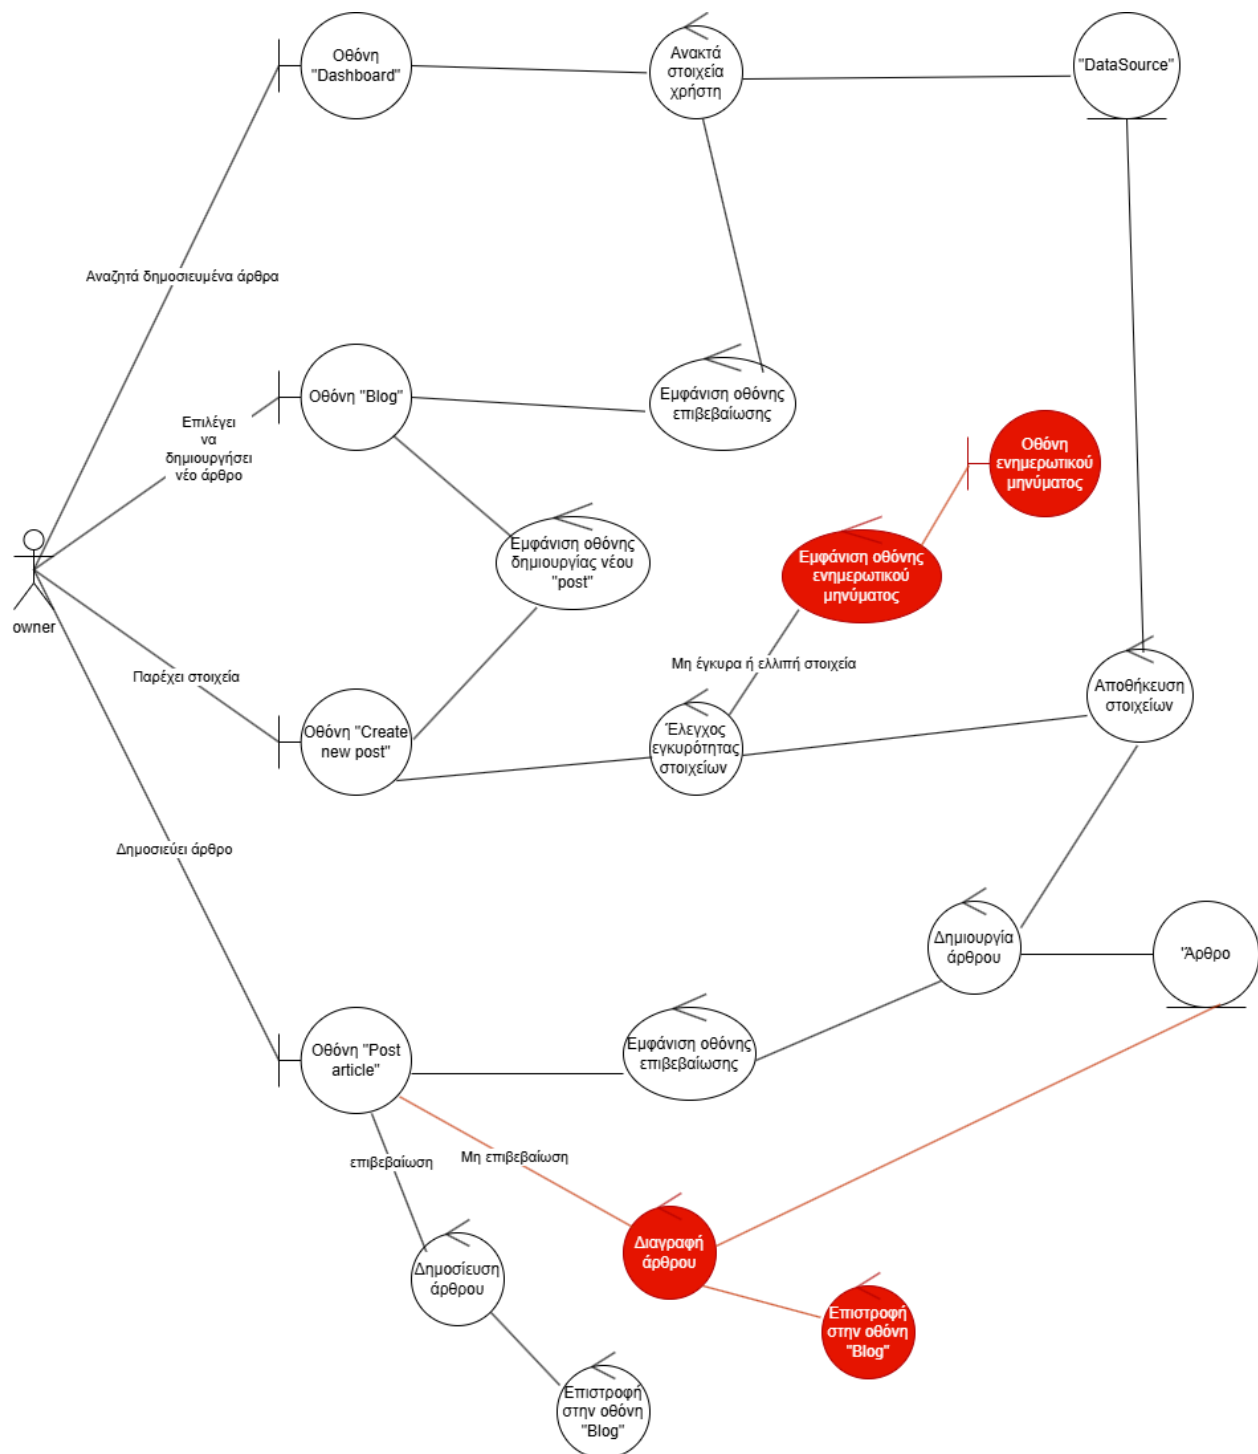 Οθόνη
"Dashboard"
Ανακτά
στοιχεία
χρήστη
"DataSource"
Αναζητά δημοσιευμένα άρθρα
Οθόνη "Blog"
Εμφάνιση οθόνης
επιβεβαίωσης
Επιλέγει
να
δημιουργήσει
νέο άρθρο
Οθόνη
ενημερωτικού
μηνύματος
Εμφάνιση οθόνης
δημιουργίας νέου
"post"
Εμφάνιση οθόνης
ενημερωτικού
μηνύματος
owner
Παρέχει στοιχεία
Μη έγκυρα ή ελλιπή στοιχεία
Αποθήκευση
στοιχείων
Οθόνη "Create
new post"
Έλεγχος
εγκυρότητας
στοιχείων
Δημοσιεύει άρθρο
Δημιουργία
άρθρου
'Άρθρο
Οθόνη "Post
article"
Εμφάνιση οθόνης
επιβεβαίωσης
επιβεβαίωση
Μη επιβεβαίωση
Διαγραφή
άρθρου
Δημοσίευση
άρθρου
Επιστροφή
στην οθόνη
"Blog"
Επιστροφή
στην οθόνη
"Blog"